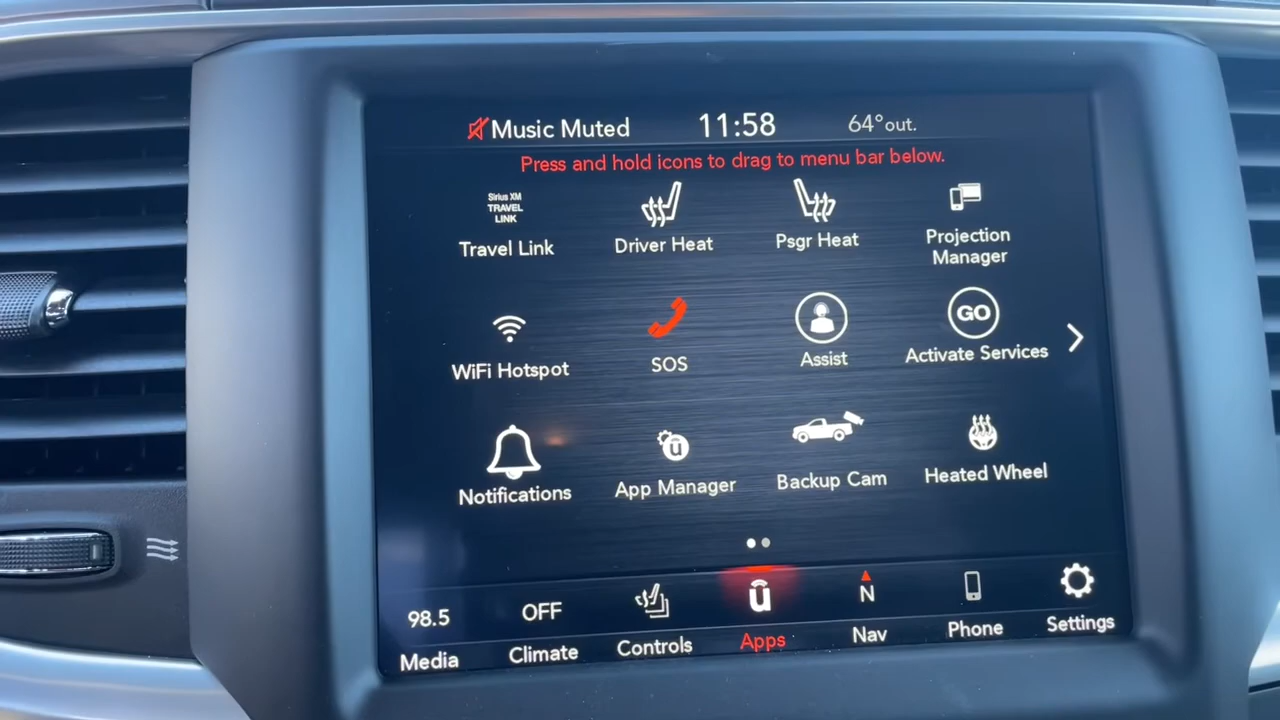 Music Muted 11:58 64°out.
Press and hold icons to drag to menu bar below.
Sirius XM
TRAVEL
LINK
Travel Link
Driver Heat
Psgr Heat
Projection
Manager
WiFi Hotspot
SOS
Assist
GO
Activate Services
Notifications
û
App Manager
Backup Cam
Heated Wheel
98.5
Media
OFF
Climate
Controls
û
Apps
N
Nav
Phone
Settings